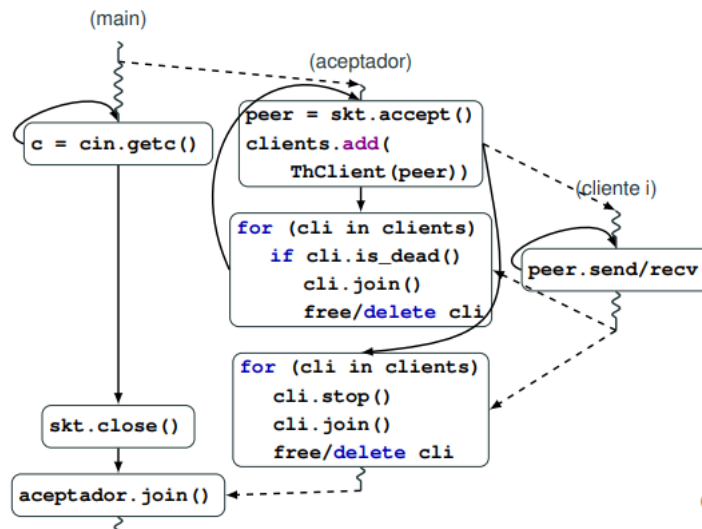 (main)
c = cin.getc()
skt.close()
aceptador.join()
(aceptador)
peer = skt.accept()
clients.add(
ThClient(peer))
for (cli in clients)
if cli.is_dead()
cli.join()
free/delete cli
for (cli in clients)
cli.stop()
cli.join()
free/delete cli
(cliente i)
peer.send/recv